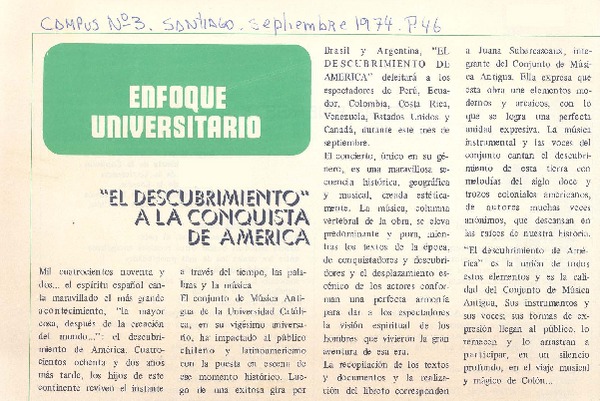 CAMPUS Nº3. SANTIAGO. Septiembre 1974. P. 46
ENFOQUE
UNIVERSITARIO
"EL DESCUBRIMIENTO"
A LA CONQUISTA
DE AMERICA
Mil cuatrocientos noventa y
dos... el espíritu español can-
ta maravillado el más grande
acontecimiento, "la mayor
cosa, después de la creación
del mundo...": el descubri-
miento de América. Cuatro-
cientos ochenta y dos años
más tarde, los hijos de este
continente reviven el instante
a través del tiempo, las pala-
bras y la música.
El conjunto de Música Anti-
gua de la Universidad Católi-
ca, en su vigésimo aniversa-
rio, ha impactado al público
chileno y latinoamericano
con la puesta en escena de
ese momento histórico. Lue-
go de una exitosa gira por
Brasil y Argentina, "EL
DESCUBRIMIENTO DE
AMERICA" deleitará a los
espectadores de Perú, Ecua-
dor, Colombia, Costa Rica,
Venezuela, Estados Unidos y
Canadá, durante este mes de
septiembre.
El concierto, único en su gé-
nero, es una maravillosa se-
cuencia histórica, geográfica
y musical, creada estética-
mente. La música, columna
vertebral de la obra, se eleva
predominante y pura, mien-
tras los textos de la época,
de conquistadores y descubri-
dores y el desplazamiento es-
cénico de los actores confor-
man una perfecta armonía
para dar a los espectadores
la visión espiritual de los
hombres que vivieron la gran
aventura de esa era.
La recopilación de los textos
y documentos y la realiza-
ción del libreto corresponden
a Juana Subercaseaux, inte-
grante del Conjunto de Músi-
ca Antigua. Ella expresa que
esta obra une elementos mo-
dernos y arcaicos, con lo
que se logra una perfecta
unidad expresiva. La música
instrumental y las voces del
conjunto cantan el descubri-
miento de esta tierra con
melodías del siglo doce y
trozos coloniales americanos,
de autores muchas veces
anónimos, que descansan en
las raíces de nuestra historia.
"El descubrimiento de Amé-
rica" es la unión de todos
estos elementos y es la cali-
dad del Conjunto de Música
Antigua. Sus instrumentos y
sus voces; sus formas de ex-
presión llegan al público, lo
remecen y lo arrastran a
participar, en un silencio
profundo, en el viaje musical
y mágico de Colón...